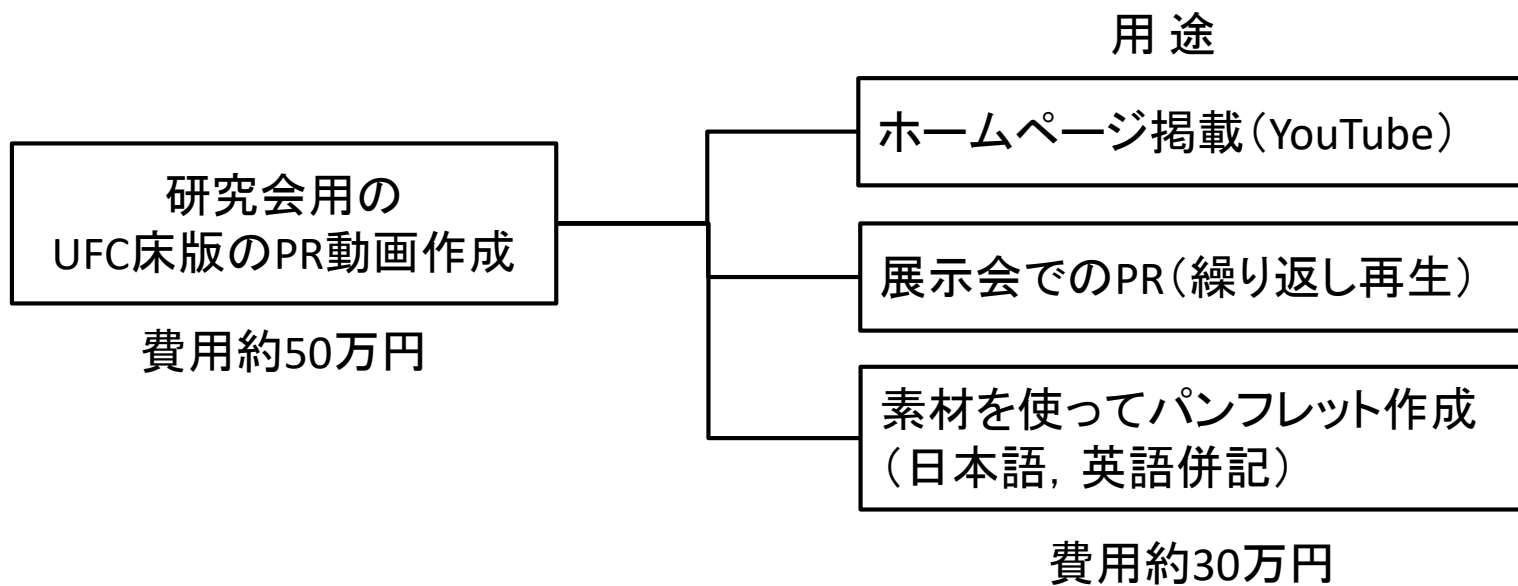 用 途
ホームページ掲載（YouTube）
研究会用の
UFC床版のPR動画作成
費用約50万円
展示会でのPR（繰り返し再生）
素材を使ってパンフレット作成
（日本語，英語併記）
費用約30万円